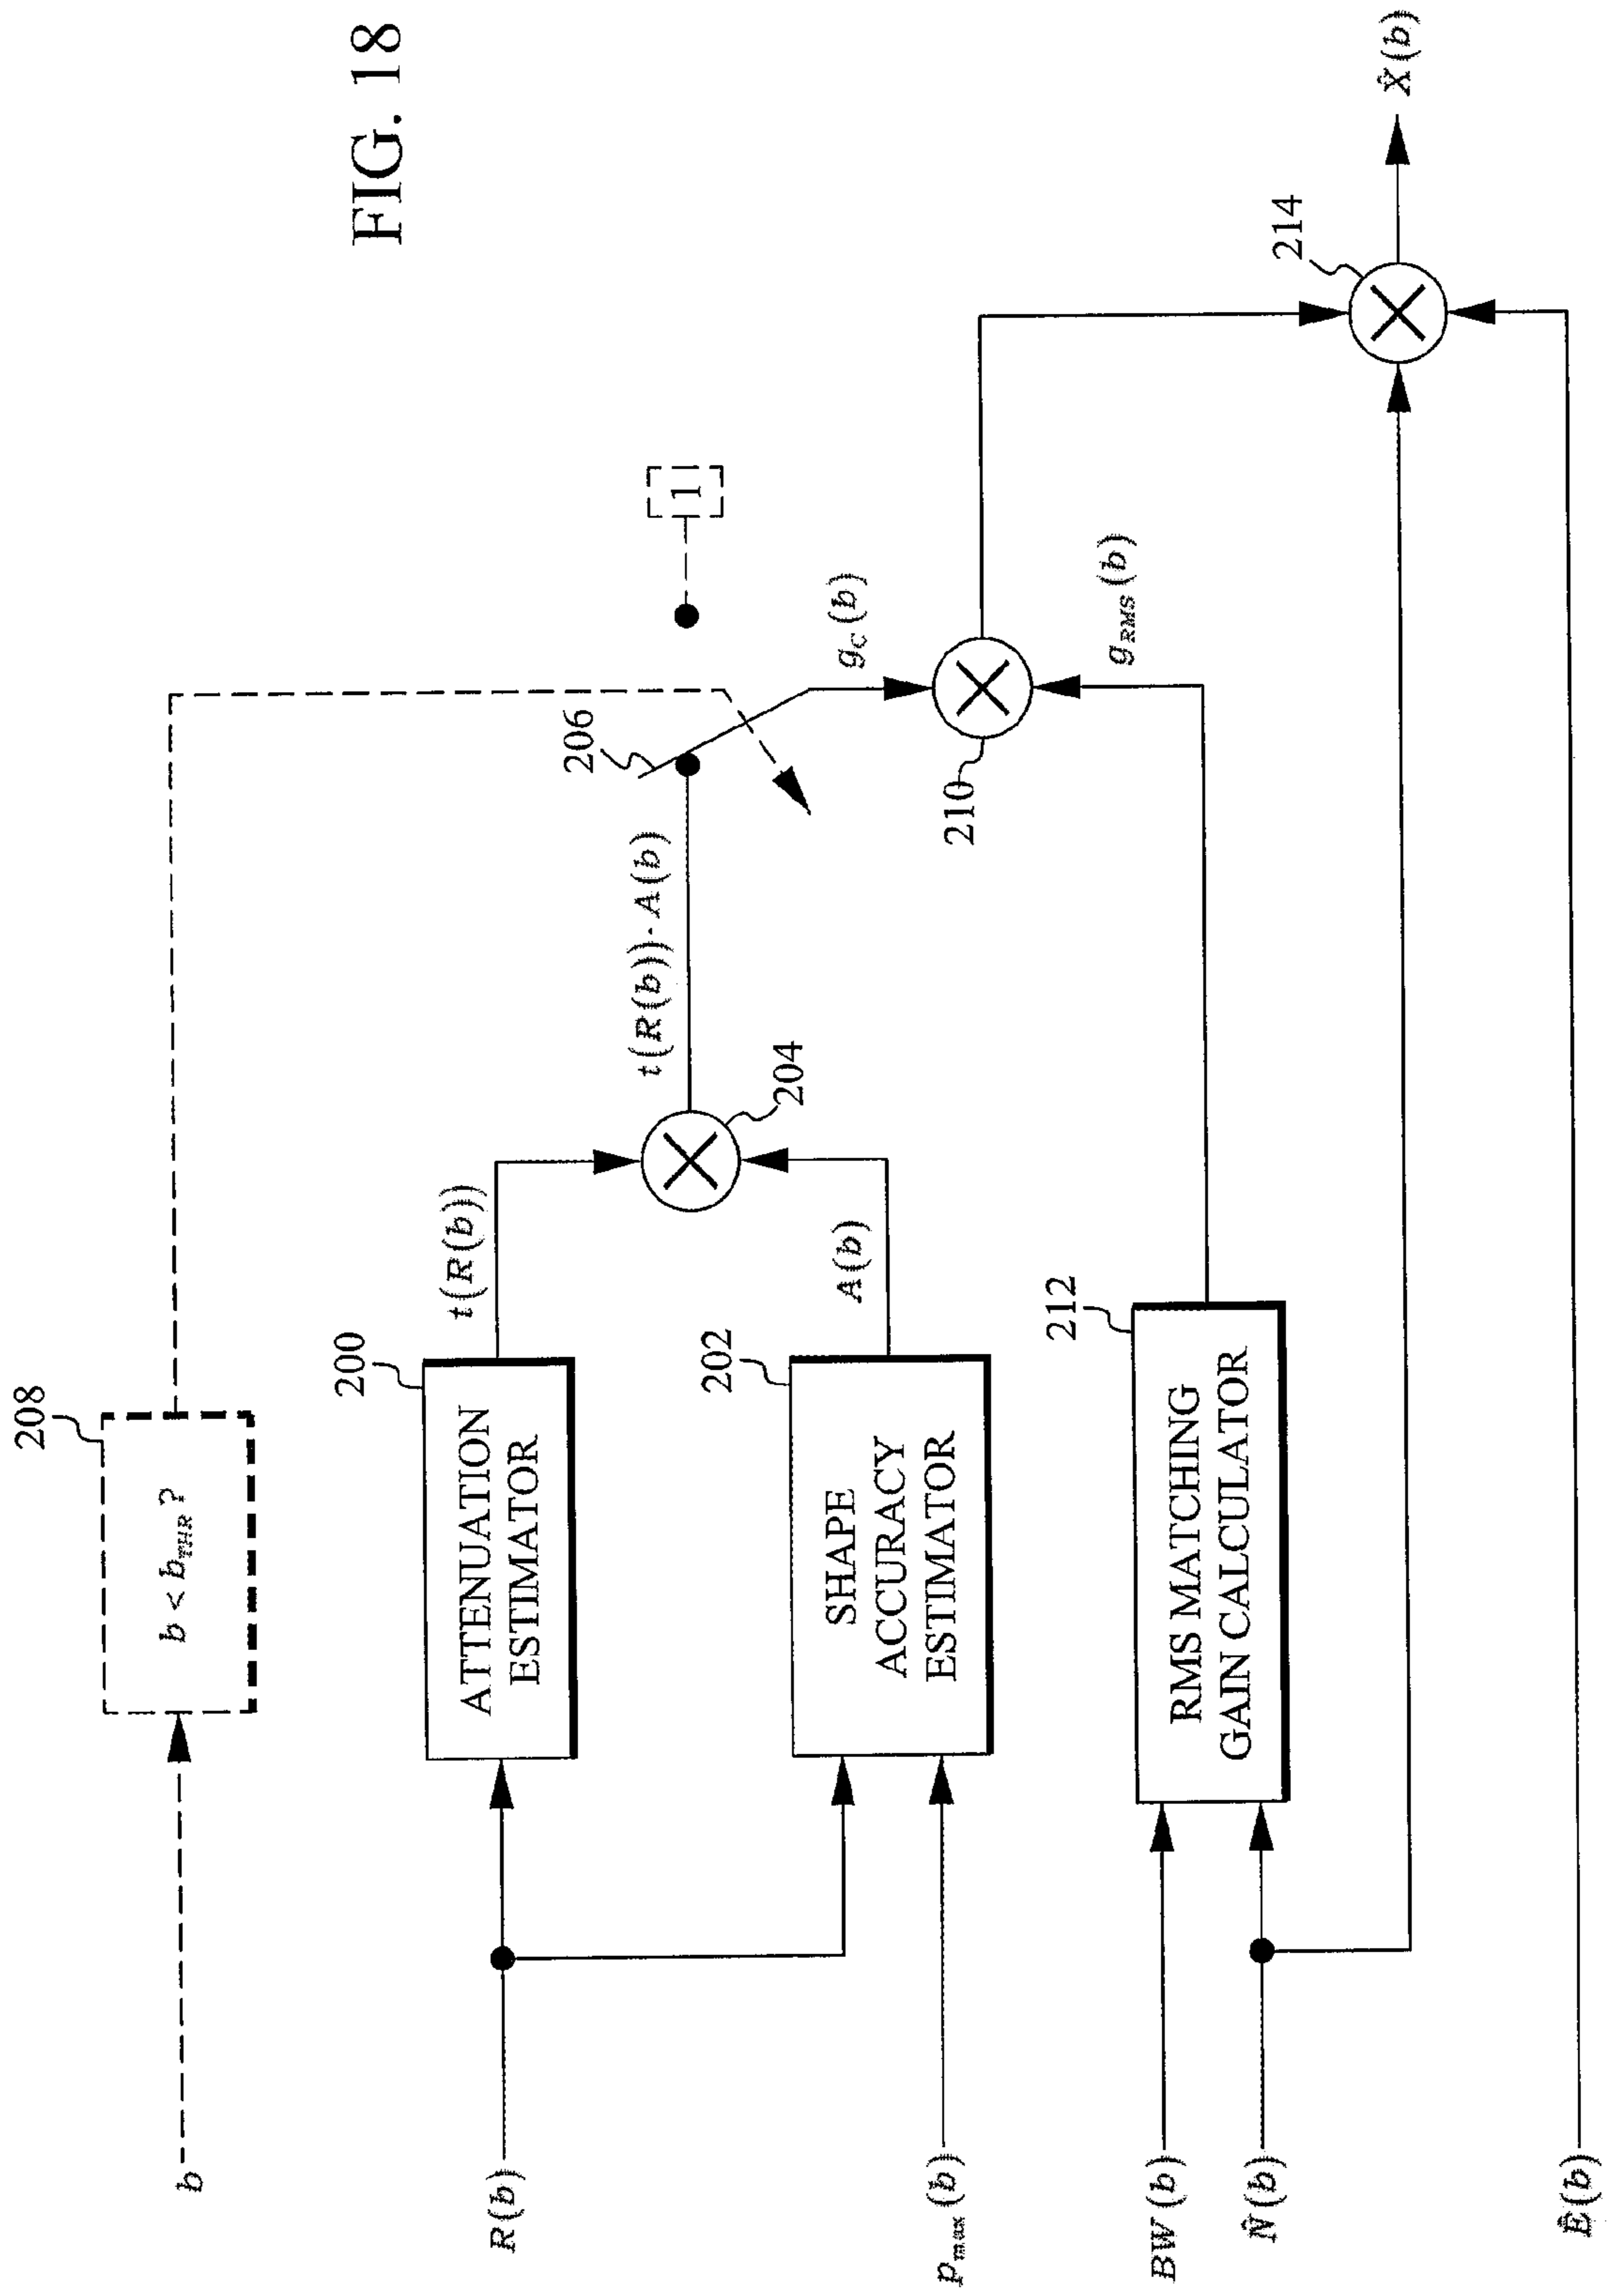 FIG. 18
208
b < b_THR ?
b
200
ATTENUATION
ESTIMATOR
t(R(b))
R(b)
204
t(R(b))·A(b)
206
1
202
SHAPE
ACCURACY
ESTIMATOR
A(b)
p_max(b)
g_C(b)
210
g_RMS(b)
212
RMS MATCHING
GAIN CALCULATOR
BW(b)
N̂(b)
214
X̂(b)
Ê(b)